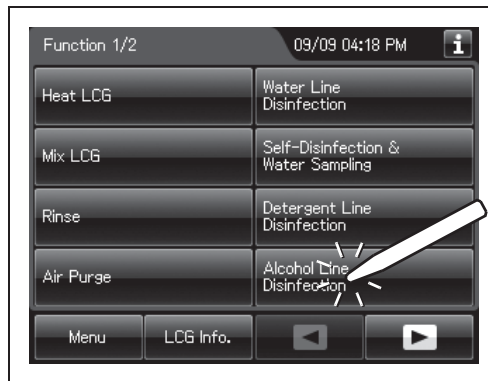 Function 1/2
09/09 04:18 PM
i
Heat LCG
Water Line
Disinfection
Mix LCG
Self-Disinfection &
Water Sampling
Rinse
Detergent Line
Disinfection
Air Purge
Alcohol Line
Disinfection
Menu
LCG Info.